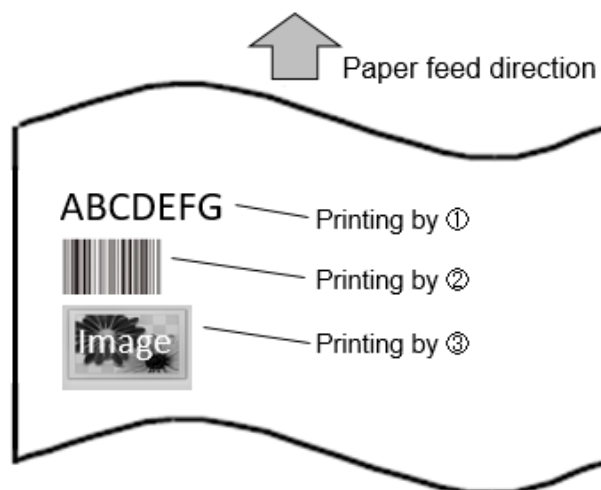 Paper feed direction
ABCDEFG
Printing by ①
Printing by ②
Image
Printing by ③